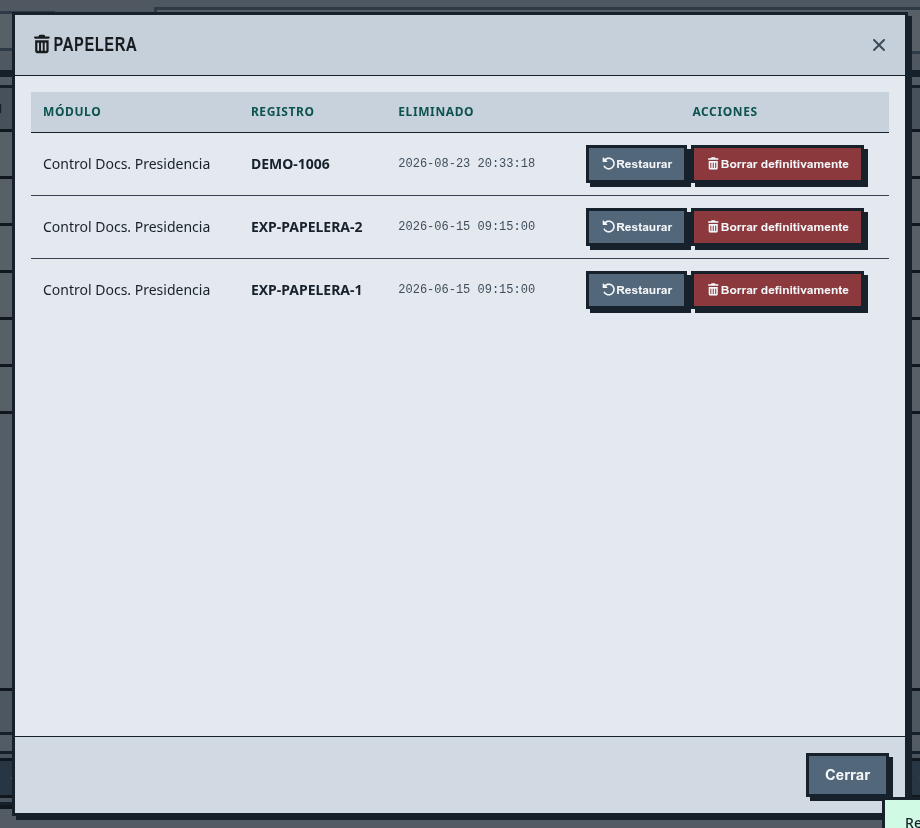 PAPELERA
MÓDULO REGISTRO ELIMINADO ACCIONES
Control Docs. Presidencia DEMO-1006 2026-08-23 20:33:18 Restaurar Borrar definitivamente
Control Docs. Presidencia EXP-PAPELERA-2 2026-06-15 09:15:00 Restaurar Borrar definitivamente
Control Docs. Presidencia EXP-PAPELERA-1 2026-06-15 09:15:00 Restaurar Borrar definitivamente
Cerrar